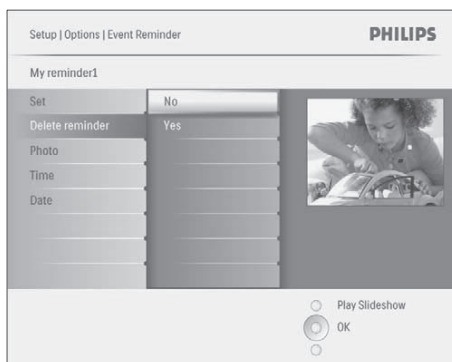 Setup | Options | Event Reminder
PHILIPS
My reminder1
Set
No
Delete reminder
Yes
Photo
Time
Date
Play Slideshow
OK